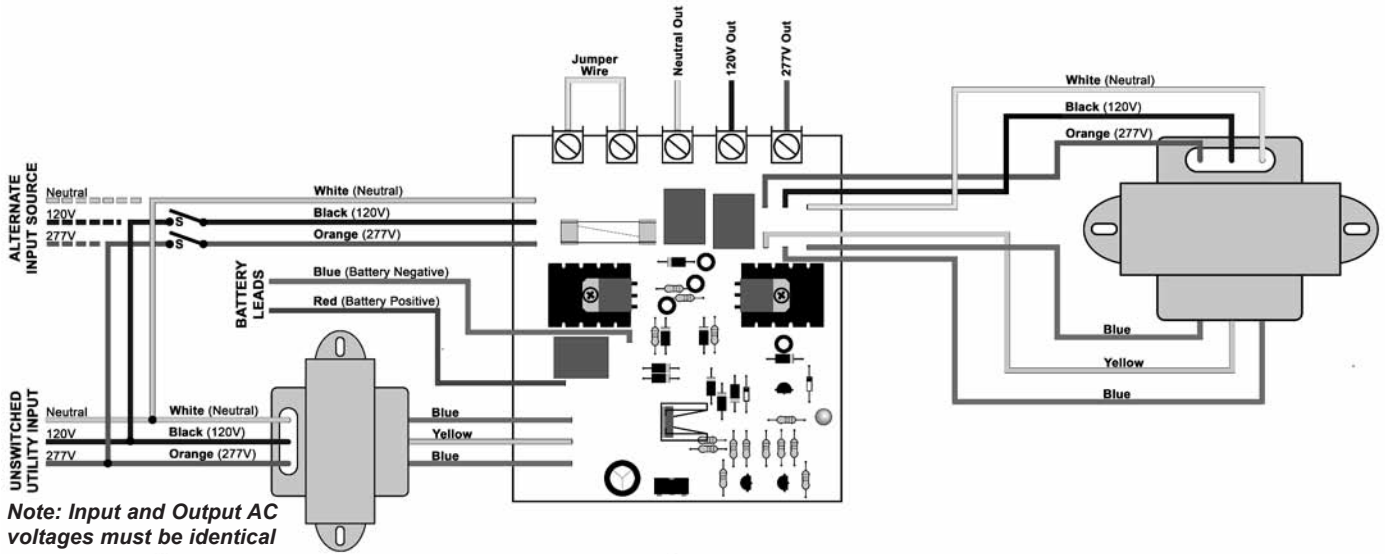 Jumper
Wire
Neutral Out
120V Out
277V Out
White (Neutral)
Black (120V)
Orange (277V)
ALTERNATE
INPUT SOURCE
Neutral
120V
277V
S
S
White (Neutral)
Black (120V)
Orange (277V)
BATTERY
LEADS
Blue (Battery Negative)
Red (Battery Positive)
UNSWITCHED
UTILITY INPUT
Neutral
120V
277V
White (Neutral)
Black (120V)
Orange (277V)
Blue
Yellow
Blue
Blue
Yellow
Blue
Note: Input and Output AC
voltages must be identical